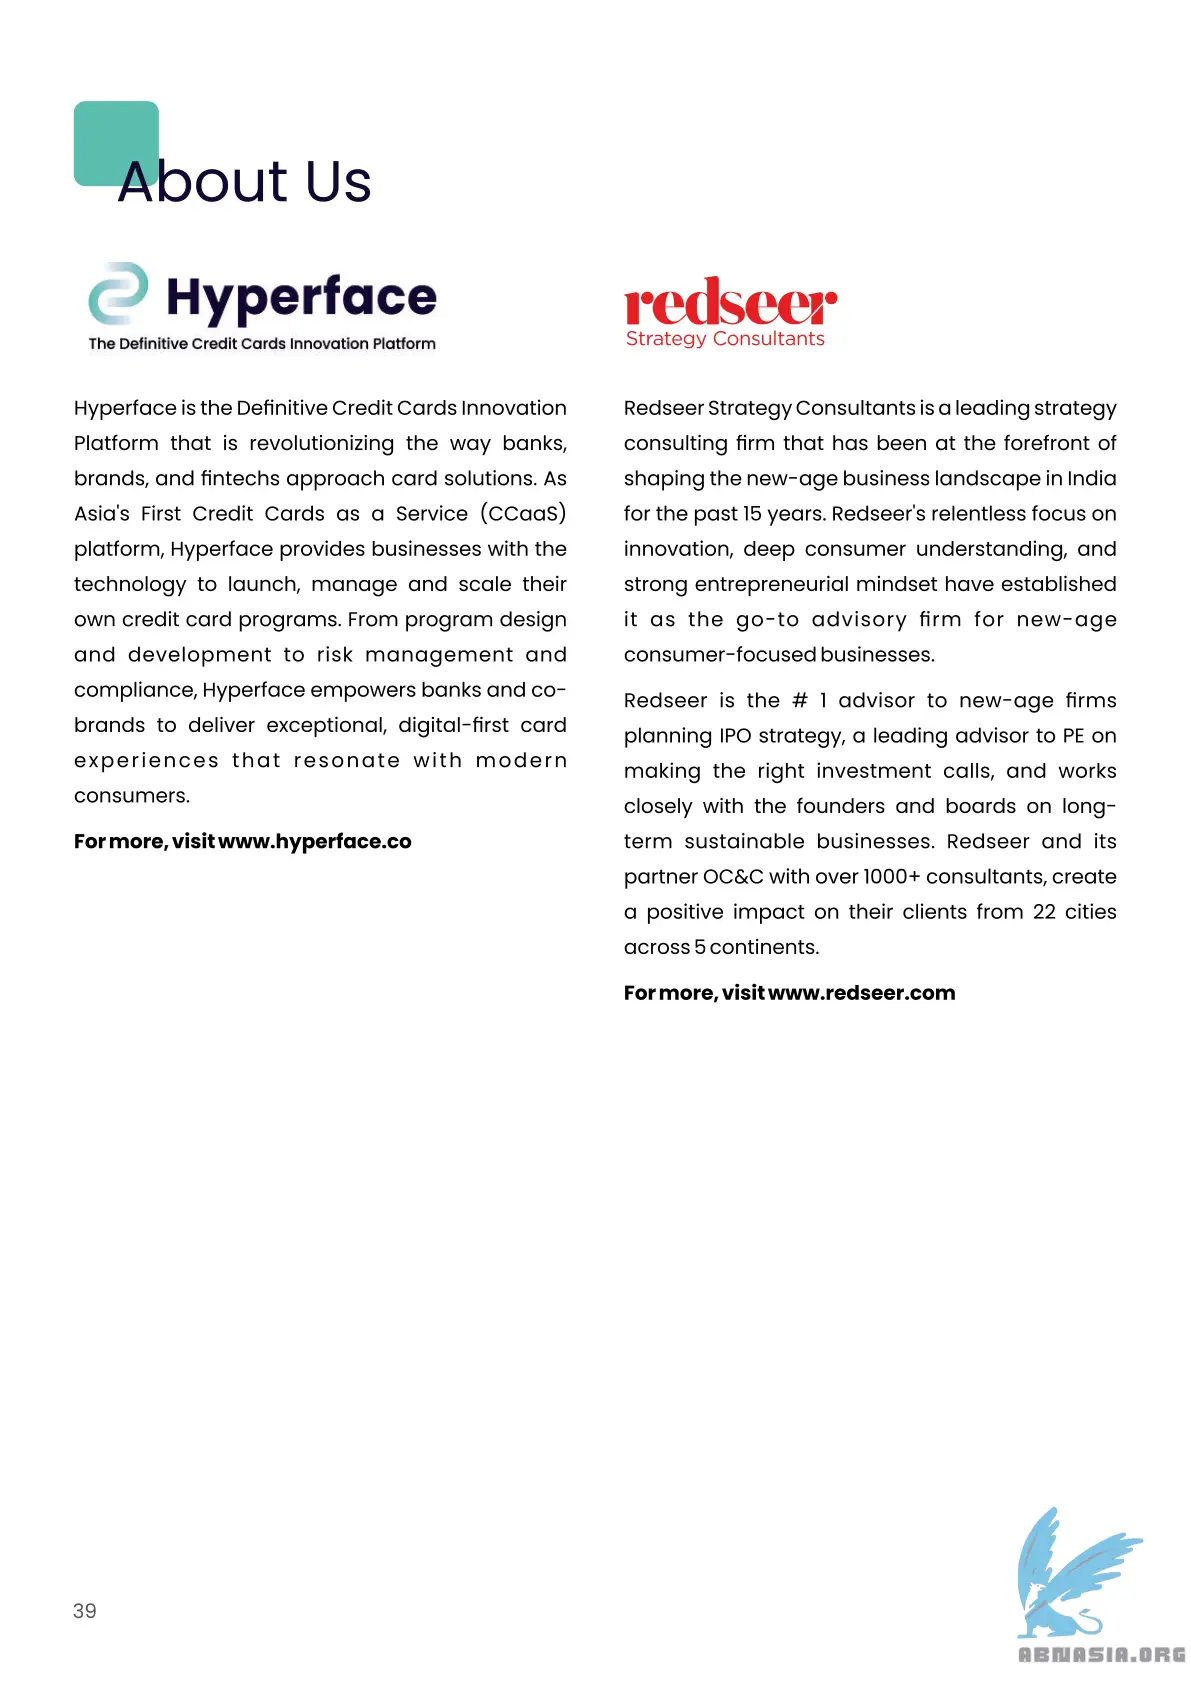 About Us
Hyperface
The Definitive Credit Cards Innovation Platform
Hyperface is the Definitive Credit Cards Innovation
Platform that is revolutionizing the way banks,
brands, and fintechs approach card solutions. As
Asia's First Credit Cards as a Service (CCaaS)
platform, Hyperface provides businesses with the
technology to launch, manage and scale their
own credit card programs. From program design
and development to risk management and
compliance, Hyperface empowers banks and co-
brands to deliver exceptional, digital-first card
experiences that resonate with modern
consumers.
For more, visit www.hyperface.co
redseer
Strategy Consultants
Redseer Strategy Consultants is a leading strategy
consulting firm that has been at the forefront of
shaping the new-age business landscape in India
for the past 15 years. Redseer's relentless focus on
innovation, deep consumer understanding, and
strong entrepreneurial mindset have established
it as the go-to advisory firm for new-age
consumer-focused businesses.
Redseer is the # 1 advisor to new-age firms
planning IPO strategy, a leading advisor to PE on
making the right investment calls, and works
closely with the founders and boards on long-
term sustainable businesses. Redseer and its
partner OC&C with over 1000+ consultants, create
a positive impact on their clients from 22 cities
across 5 continents.
For more, visit www.redseer.com
39
ABNASIA.ORG